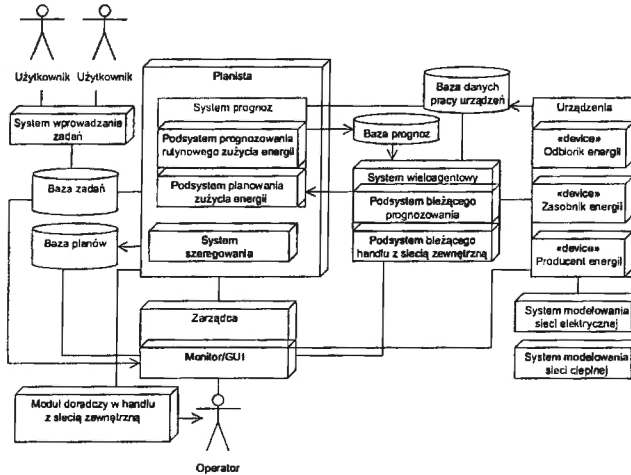 Użytkownik
Użytkownik
System wprowadzanie
zadań
Baza zadań
Baza planów
Planista
System prognoz
Podsystem prognozowania
rutynowego zużycia energii
Podsystem planowania
zużycia energii
System
szeregowania
Baza prognoz
Baza danych
pracy urządzeń
System wieloagentowy
Podsystem bieżącego
prognozowania
Podsystem bieżącego
handlu z siecią zewnętrzną
Urządzenia
«device»
Odbiornik energii
«device»
Zasobnik energii
«device»
Producent energii
System modelowania
sieci elektrycznej
System modelowania
sieci cieplnej
Zarządca
Monitor/GUI
Moduł doradczy w handlu
z siecią zewnętrzną
Operator